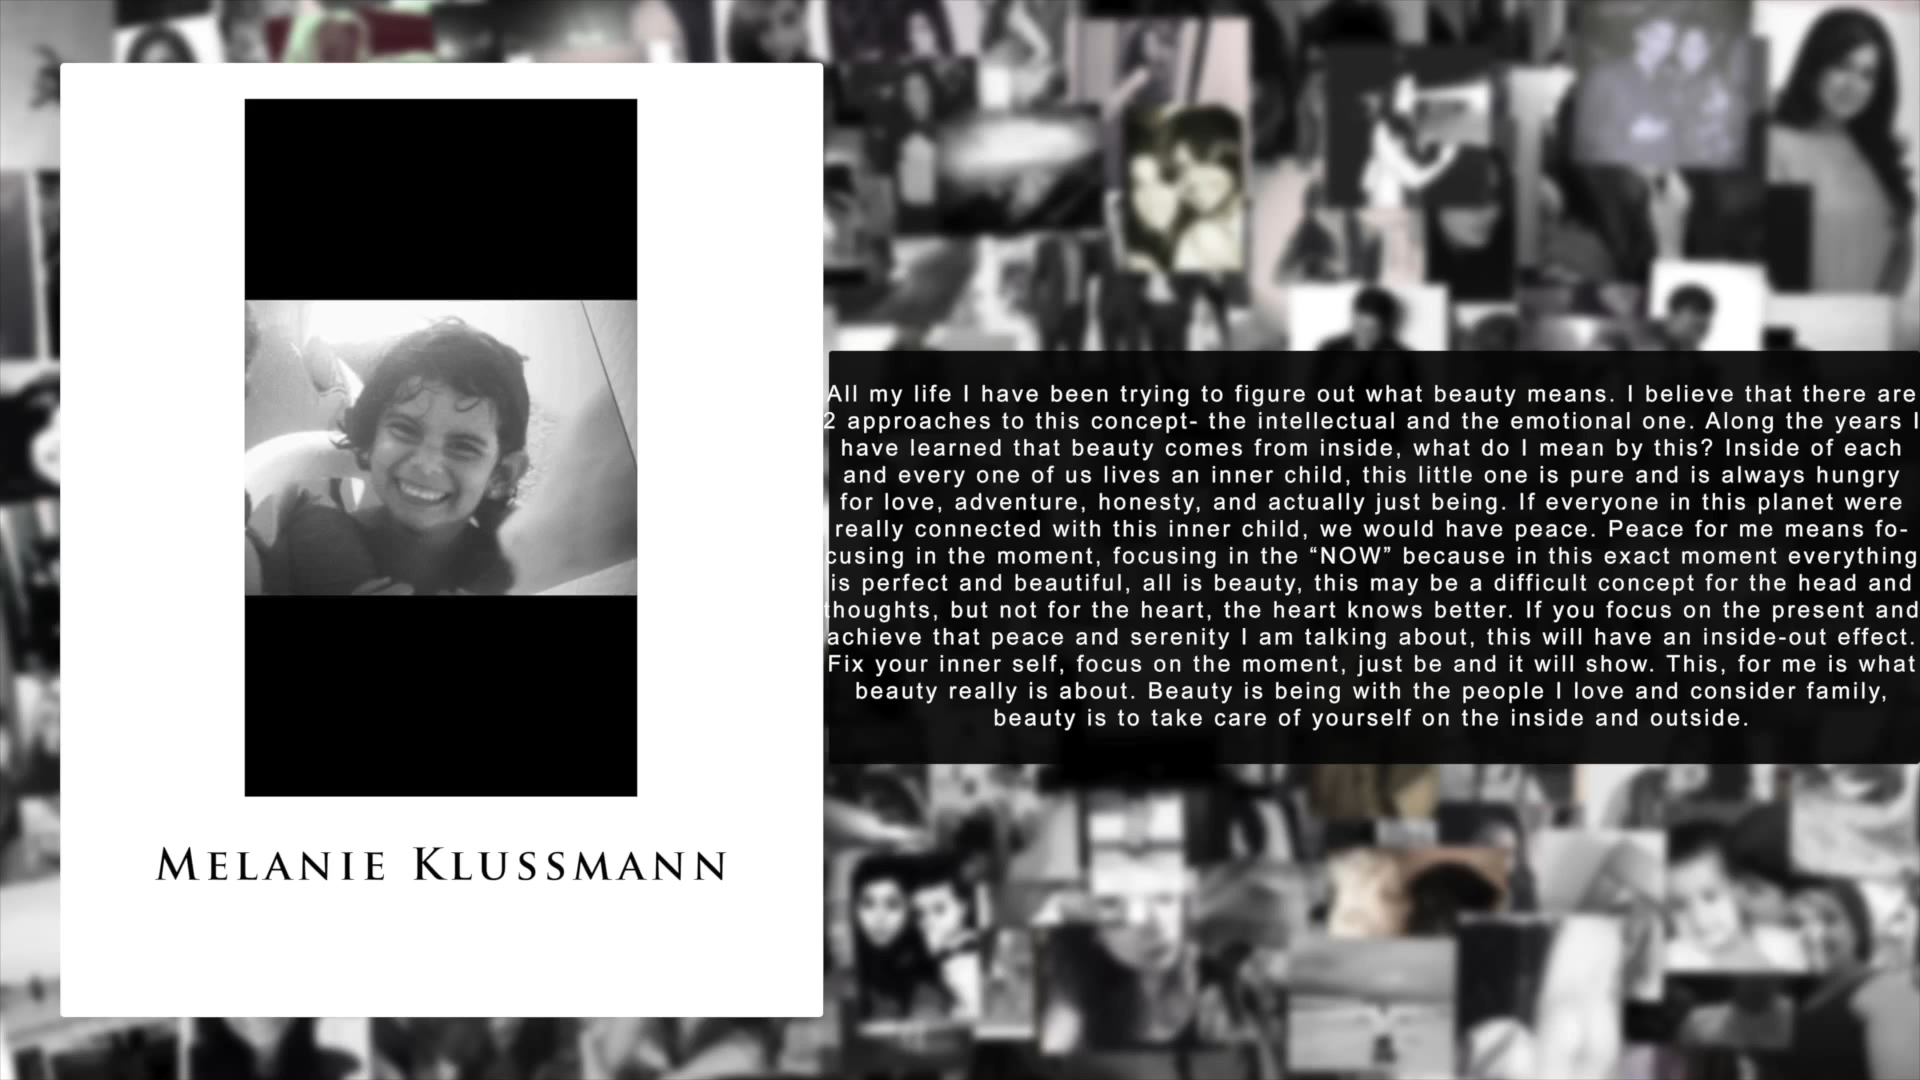 MELANIE KLUSSMANN
All my life I have been trying to figure out what beauty means. I believe that there are
2 approaches to this concept- the intellectual and the emotional one. Along the years I
have learned that beauty comes from inside, what do I mean by this? Inside of each
and every one of us lives an inner child, this little one is pure and is always hungry
for love, adventure, honesty, and actually just being. If everyone in this planet were
really connected with this inner child, we would have peace. Peace for me means fo-
cusing in the moment, focusing in the “NOW” because in this exact moment everything
is perfect and beautiful, all is beauty, this may be a difficult concept for the head and
thoughts, but not for the heart, the heart knows better. If you focus on the present and
achieve that peace and serenity I am talking about, this will have an inside-out effect.
Fix your inner self, focus on the moment, just be and it will show. This, for me is what
beauty really is about. Beauty is being with the people I love and consider family,
beauty is to take care of yourself on the inside and outside.